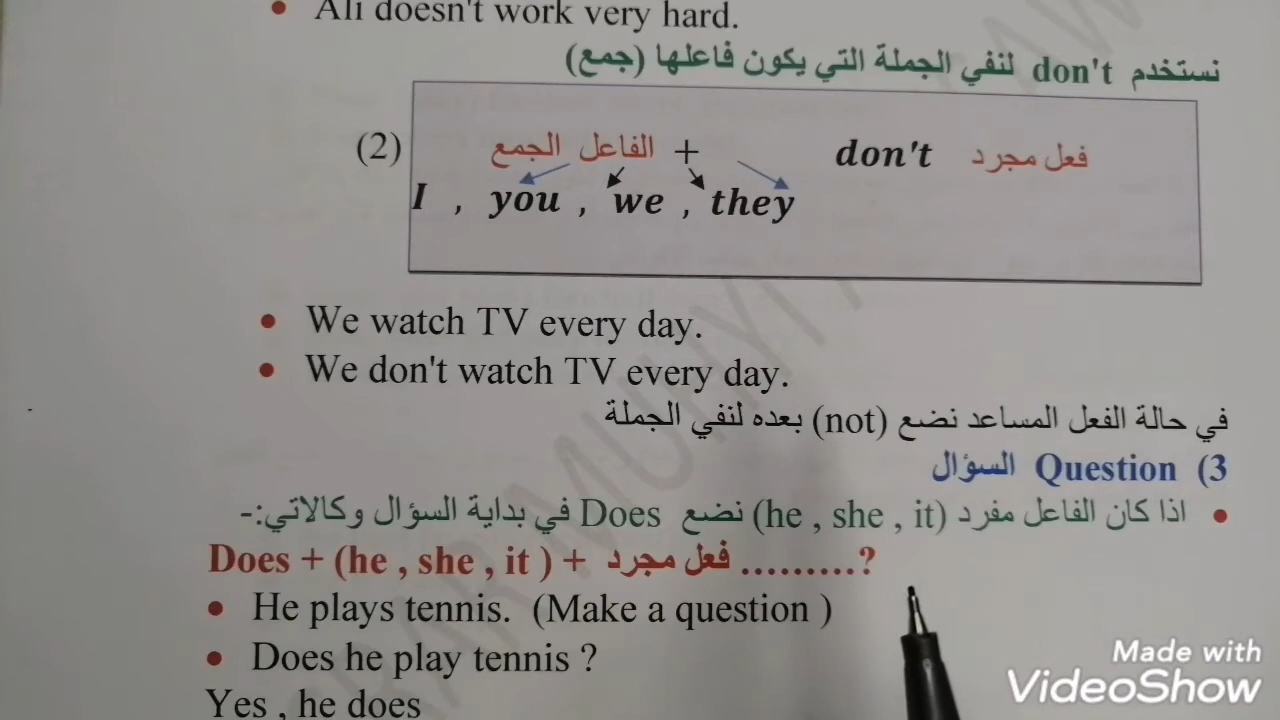 • Ali doesn't work very hard.
نستخدم don't لنفي الجملة التي يكون فاعلها (جمع)
(2) الفاعل الجمع + don't فعل مجرد
I , you , we , they
• We watch TV every day.
• We don't watch TV every day.
في حالة الفعل المساعد نضع (not) بعده لنفي الجملة
3) Question السؤال
• اذا كان الفاعل مفرد (he , she , it) نضع Does في بداية السؤال وكالاتي:-
Does + (he , she , it ) + فعل مجرد .........?
• He plays tennis. (Make a question )
• Does he play tennis ?
Yes , he does
Made with
VideoShow